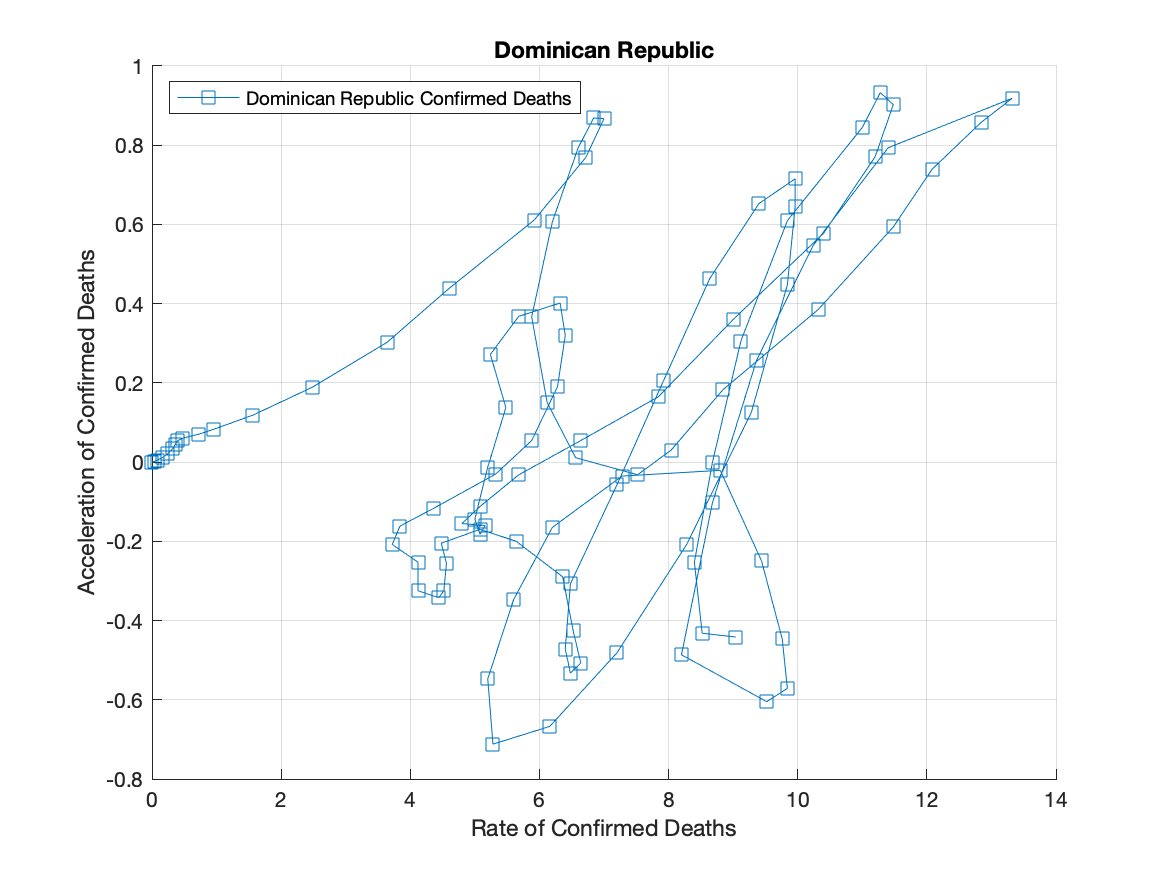 Dominican Republic
Dominican Republic Confirmed Deaths
1
0.8
0.6
0.4
0.2
0
-0.2
-0.4
-0.6
-0.8
Acceleration of Confirmed Deaths
0 2 4 6 8 10 12 14
Rate of Confirmed Deaths